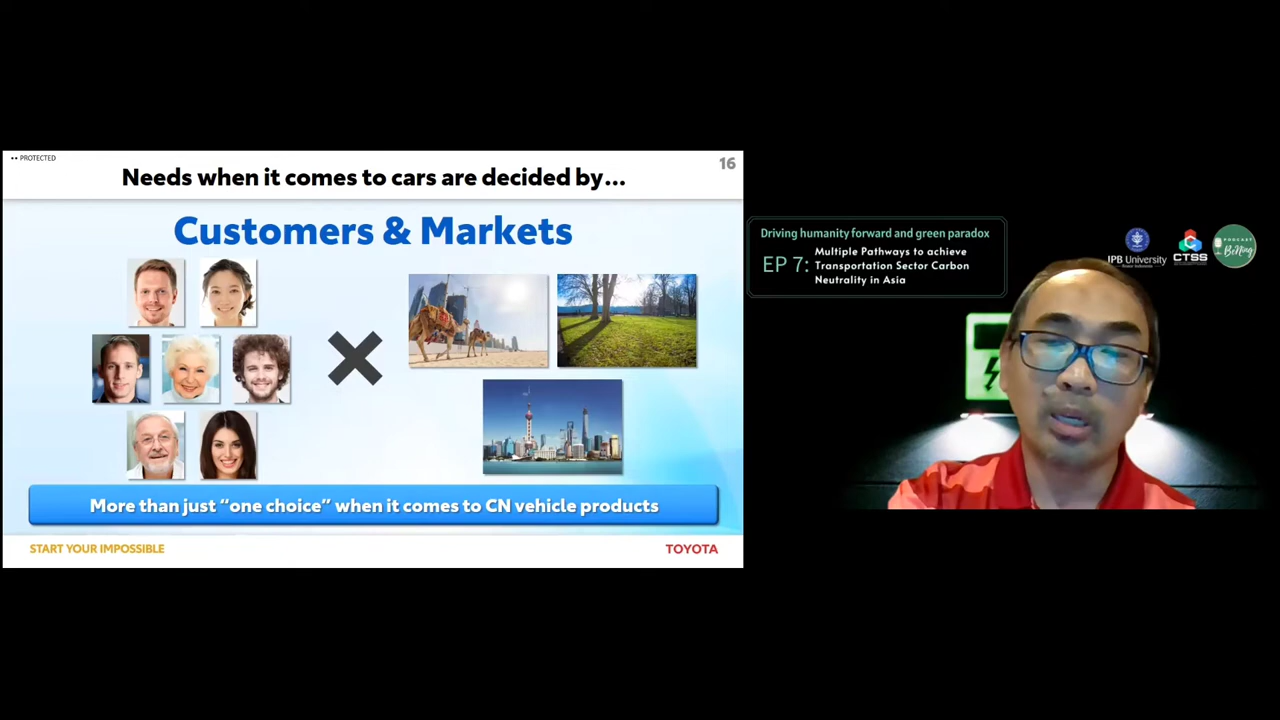 •• PROTECTED
16
Needs when it comes to cars are decided by...
Customers & Markets
More than just “one choice” when it comes to CN vehicle products
START YOUR IMPOSSIBLE
TOYOTA
Driving humanity forward and green paradox
EP 7:
Multiple Pathways to achieve
Transportation Sector Carbon
Neutrality in Asia
IPB University
CTSS
PODCAST
BeNing